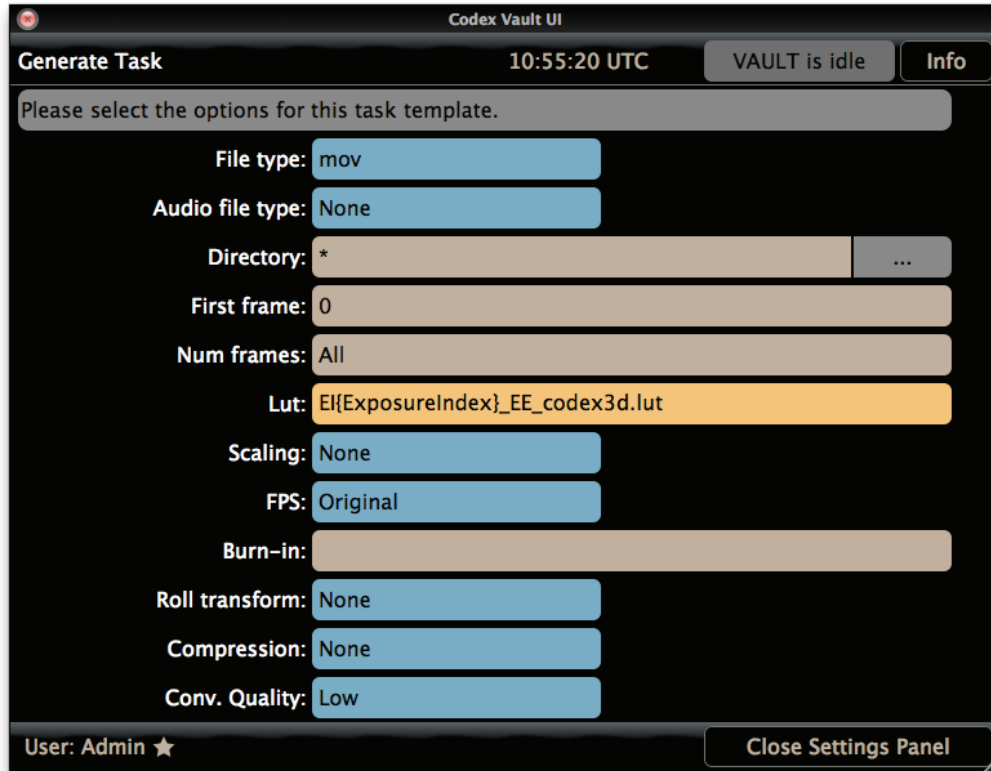 Codex Vault UI
Generate Task 10:55:20 UTC VAULT is idle Info
Please select the options for this task template.
File type: mov
Audio file type: None
Directory: * ...
First frame: 0
Num frames: All
Lut: EI{ExposureIndex}_EE_codex3d.lut
Scaling: None
FPS: Original
Burn-in:
Roll transform: None
Compression: None
Conv. Quality: Low
User: Admin ★ Close Settings Panel